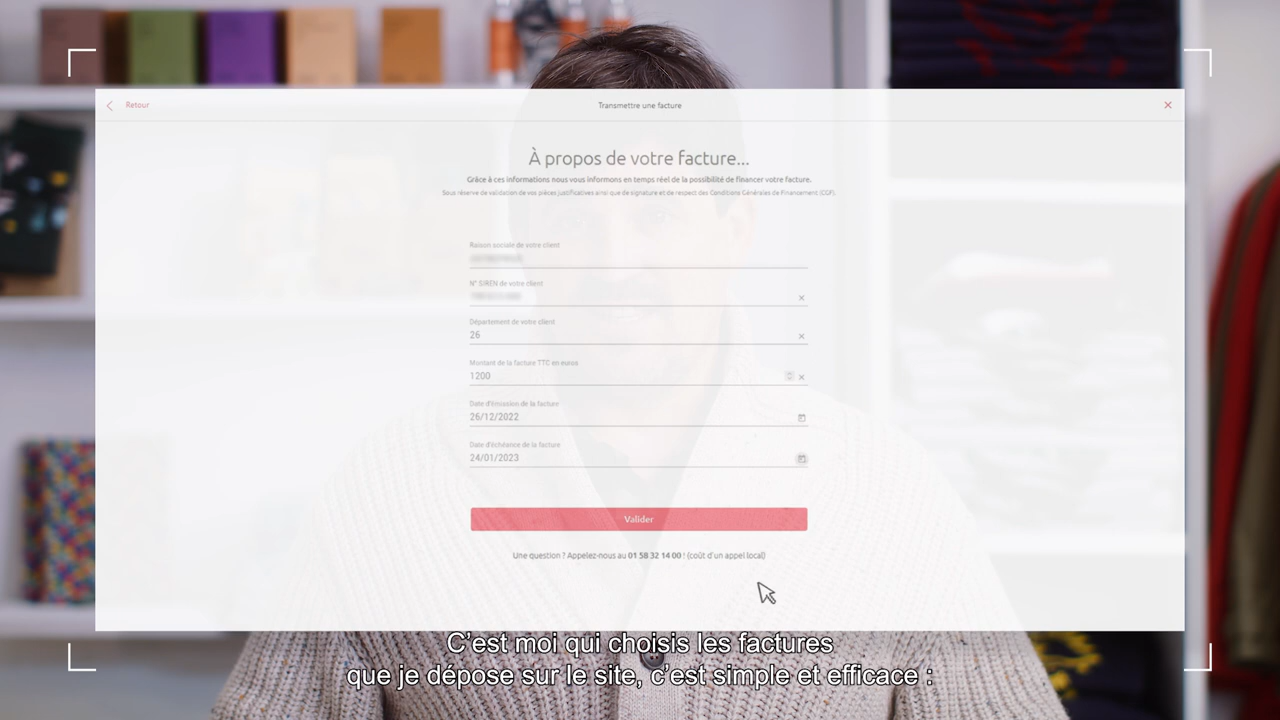 Retour
Transmettre une facture
À propos de votre facture...
Grâce à ces informations nous vous informons en temps réel de la possibilité de financer votre facture.
Sous réserve de validation de vos pièces justificatives ainsi que de signature et de respect des Conditions Générales de Financement (CGF).
Raison sociale de votre client
N° SIREN de votre client
Département de votre client
26
Montant de la facture TTC en euros
1200
Date d'émission de la facture
26/12/2022
Date d'échéance de la facture
24/01/2023
Valider
Une question ? Appelez-nous au 01 58 32 14 00 ! (coût d'un appel local)
C'est moi qui choisis les factures
que je dépose sur le site, c'est simple et efficace :